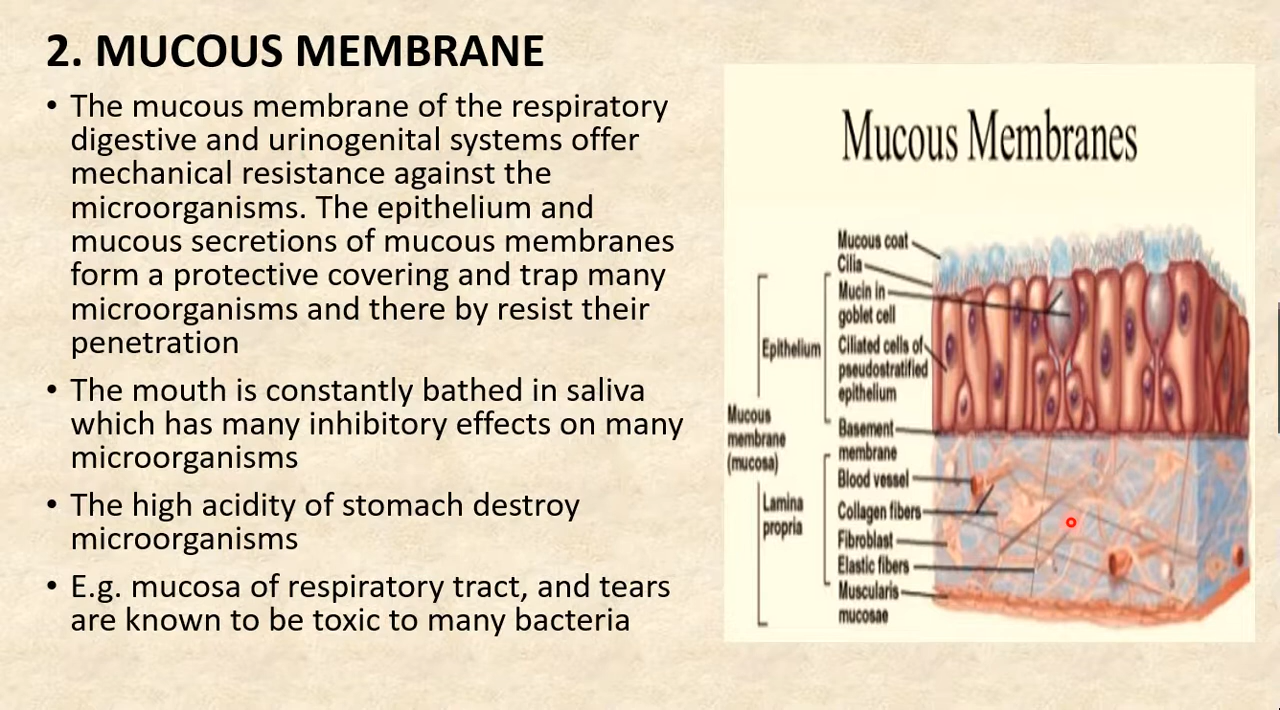 2. MUCOUS MEMBRANE
• The mucous membrane of the respiratory
digestive and urinogenital systems offer
mechanical resistance against the
microorganisms. The epithelium and
mucous secretions of mucous membranes
form a protective covering and trap many
microorganisms and there by resist their
penetration
• The mouth is constantly bathed in saliva
which has many inhibitory effects on many
microorganisms
• The high acidity of stomach destroy
microorganisms
• E.g. mucosa of respiratory tract, and tears
are known to be toxic to many bacteria
Mucous Membranes
Mucous coat
Cilia
Mucin in
goblet cell
Epithelium
Ciliated cells of
pseudostratified
epithelium
Mucous
membrane
(mucosa)
Basement
membrane
Blood vessel
Lamina
propria
Collagen fibers
Fibroblast
Elastic fibers
Muscularis
mucosae